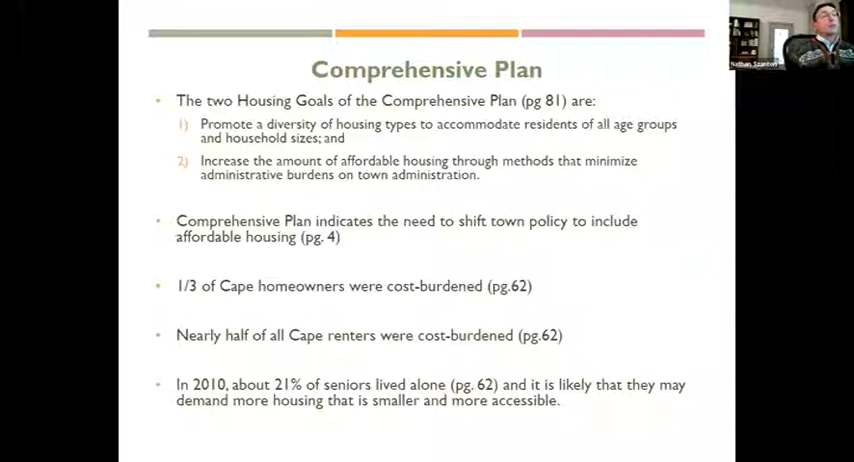 Comprehensive Plan
• The two Housing Goals of the Comprehensive Plan (pg 81) are:
1) Promote a diversity of housing types to accommodate residents of all age groups
and household sizes; and
2) Increase the amount of affordable housing through methods that minimize
administrative burdens on town administration.
• Comprehensive Plan indicates the need to shift town policy to include
affordable housing (pg. 4)
• 1/3 of Cape homeowners were cost-burdened (pg.62)
• Nearly half of all Cape renters were cost-burdened (pg.62)
• In 2010, about 21% of seniors lived alone (pg. 62) and it is likely that they may
demand more housing that is smaller and more accessible.
Nathan Szanton